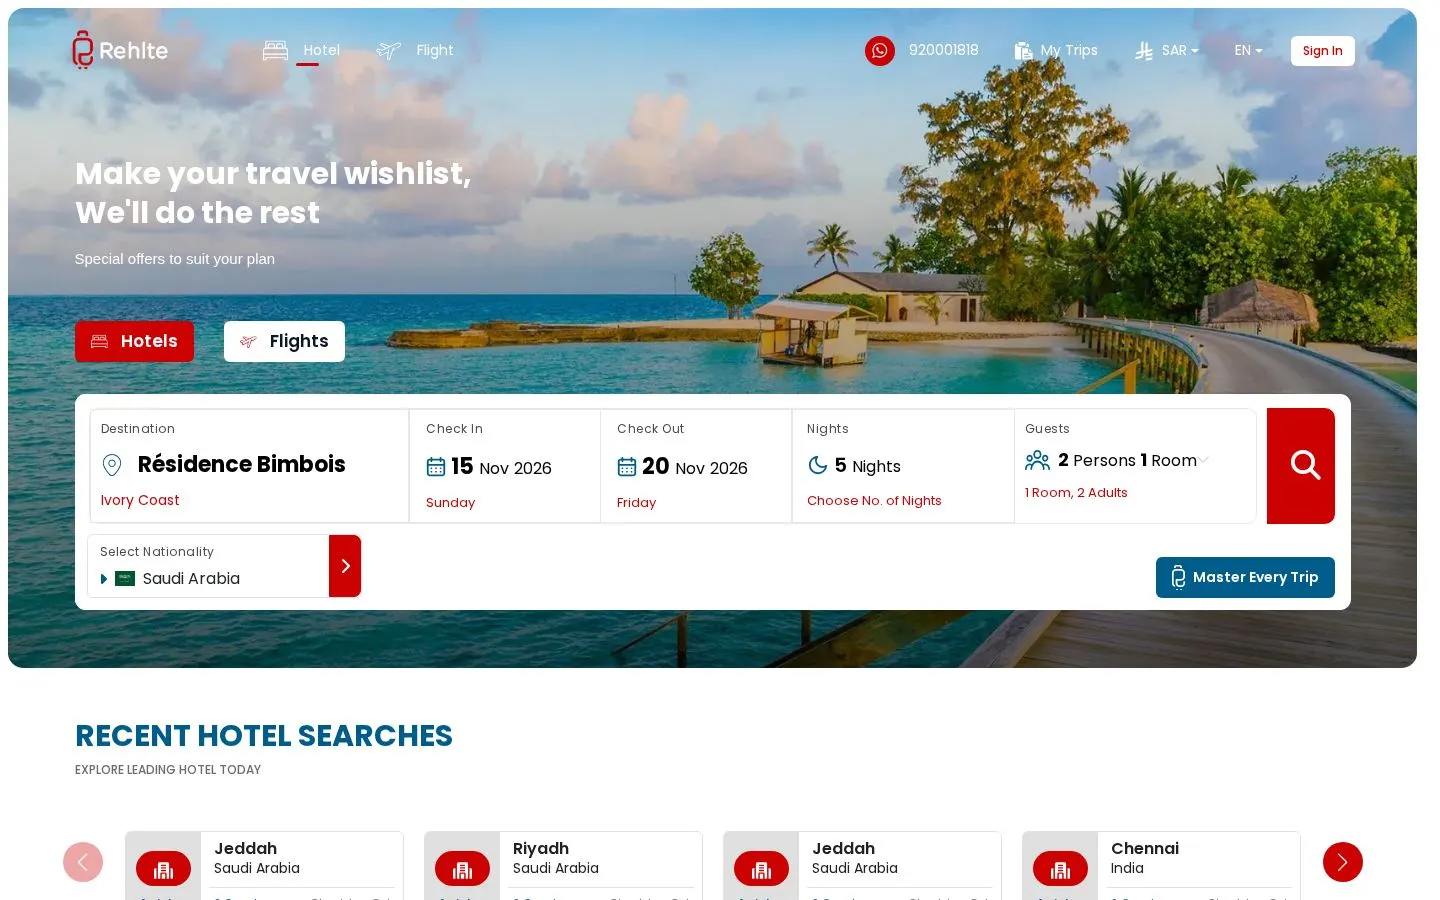 Rehlte
Hotel
Flight
920001818
My Trips
SAR
EN
Sign In
Make your travel wishlist,
We'll do the rest
Special offers to suit your plan
Hotels
Flights
Destination
Résidence Bimbois
Ivory Coast
Check In
15 Nov 2026
Sunday
Check Out
20 Nov 2026
Friday
Nights
5 Nights
Choose No. of Nights
Guests
2 Persons 1 Room
1 Room, 2 Adults
Select Nationality
Saudi Arabia
Master Every Trip
RECENT HOTEL SEARCHES
EXPLORE LEADING HOTEL TODAY
Jeddah
Saudi Arabia
Riyadh
Saudi Arabia
Jeddah
Saudi Arabia
Chennai
India